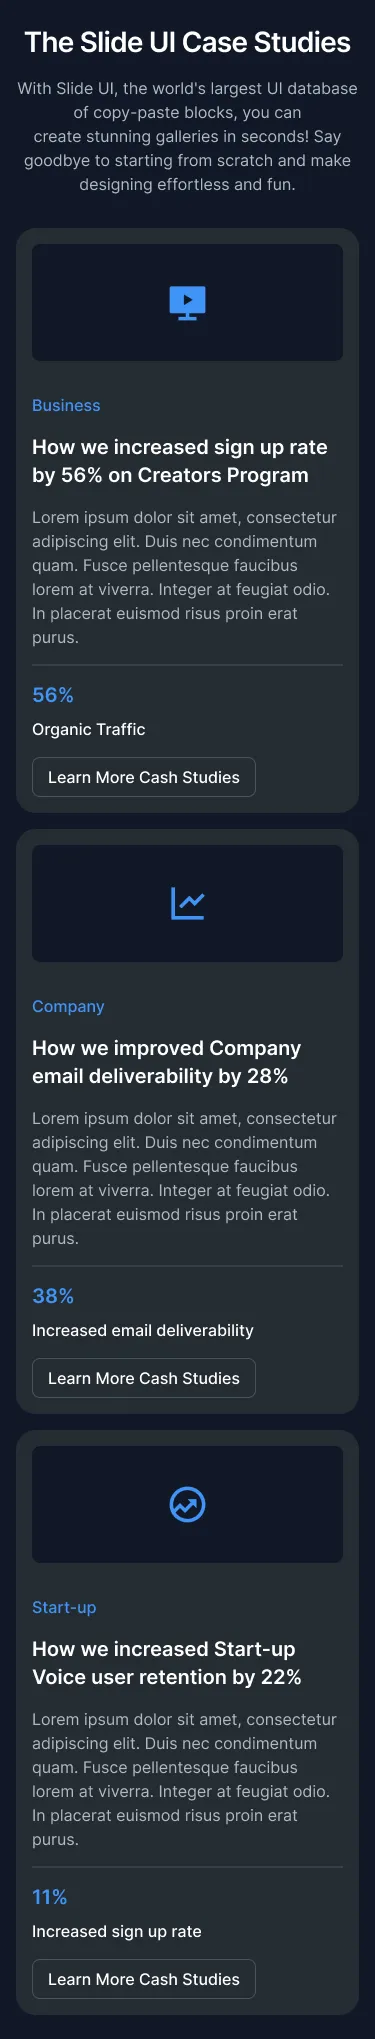 The Slide UI Case Studies
With Slide UI, the world's largest UI database
of copy-paste blocks, you can
create stunning galleries in seconds! Say
goodbye to starting from scratch and make
designing effortless and fun.
Business
How we increased sign up rate
by 56% on Creators Program
Lorem ipsum dolor sit amet, consectetur
adipiscing elit. Duis nec condimentum
quam. Fusce pellentesque faucibus
lorem at viverra. Integer at feugiat odio.
In placerat euismod risus proin erat
purus.
56%
Organic Traffic
Learn More Cash Studies
Company
How we improved Company
email deliverability by 28%
Lorem ipsum dolor sit amet, consectetur
adipiscing elit. Duis nec condimentum
quam. Fusce pellentesque faucibus
lorem at viverra. Integer at feugiat odio.
In placerat euismod risus proin erat
purus.
38%
Increased email deliverability
Learn More Cash Studies
Start-up
How we increased Start-up
Voice user retention by 22%
Lorem ipsum dolor sit amet, consectetur
adipiscing elit. Duis nec condimentum
quam. Fusce pellentesque faucibus
lorem at viverra. Integer at feugiat odio.
In placerat euismod risus proin erat
purus.
11%
Increased sign up rate
Learn More Cash Studies